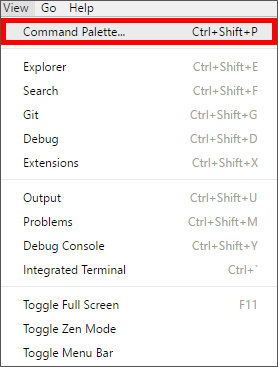 View Go Help
Command Palette... Ctrl+Shift+P
Explorer Ctrl+Shift+E
Search Ctrl+Shift+F
Git Ctrl+Shift+G
Debug Ctrl+Shift+D
Extensions Ctrl+Shift+X
Output Ctrl+Shift+U
Problems Ctrl+Shift+M
Debug Console Ctrl+Shift+Y
Integrated Terminal Ctrl+`
Toggle Full Screen F11
Toggle Zen Mode
Toggle Menu Bar